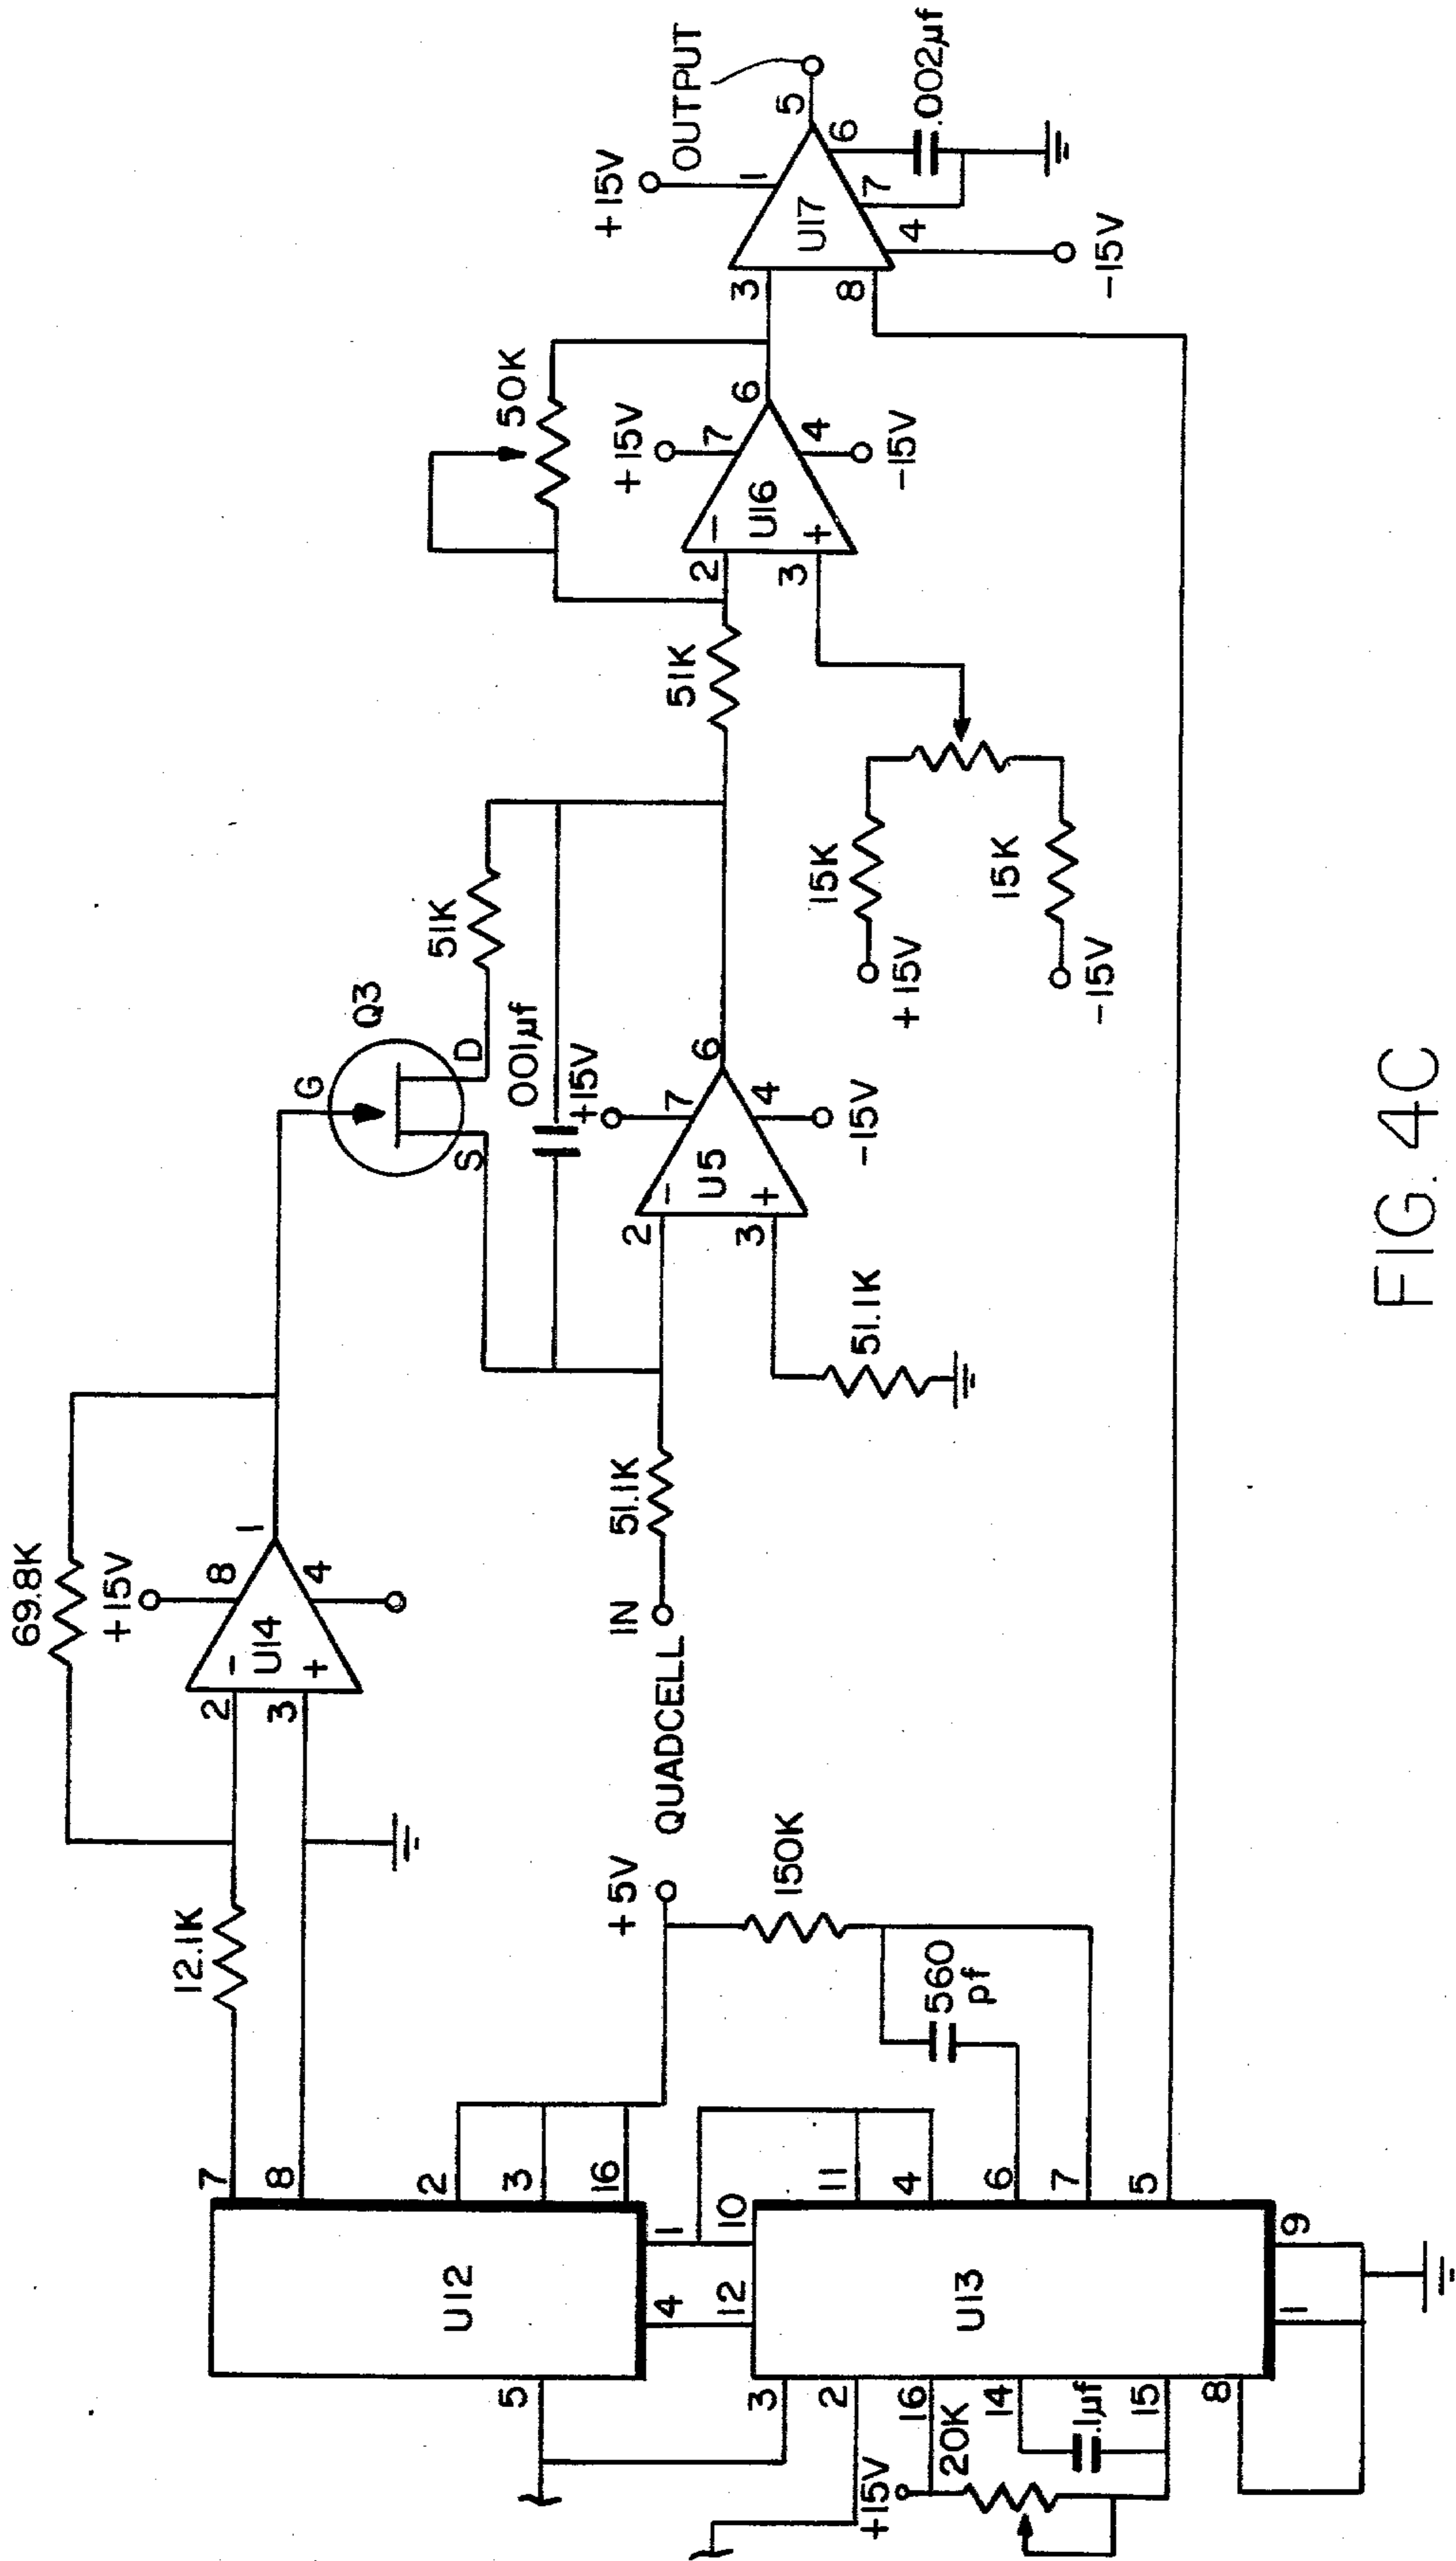 69.8K
+15V
8
1
2
-
U14
3
+
4
12.1K
7
8
2
3
16
U12
5
4
1
+5V
150K
560
pf
QUADCELL
IN
51.1K
G
Q3
S
D
51K
001µf
+15V
7
2
-
U5
6
3
+
4
-15V
51.1K
51K
50K
+15V
7
2
-
U16
6
3
+
4
-15V
15K
+15V
15K
-15V
+15V
OUTPUT
1
3
U17
5
8
6
7
4
.002µf
-15V
12
10
11
4
6
7
5
U13
3
2
16
14
15
8
1
9
+15V
20K
.1µf
FIG. 4C